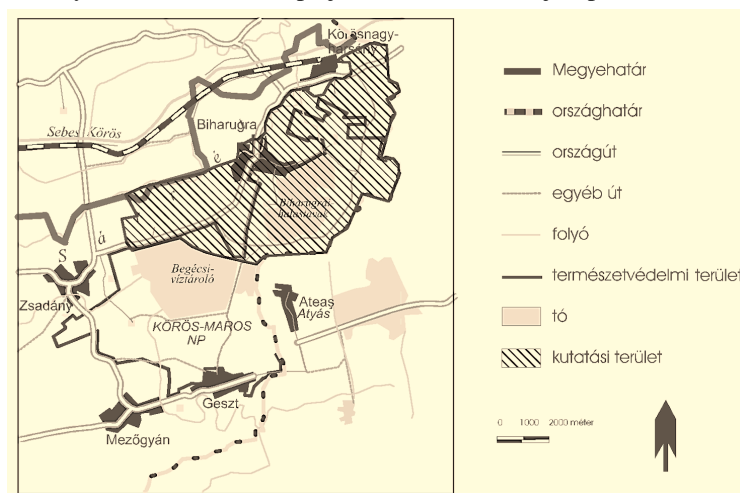 Körösnagy-
harsány
Biharugra
Sebes Körös
é
á
S
Biharugrai
halastavas
Begécsi-
víztároló
Zsadány
Ateaş
Atyás
KÖRÖS-MAROS
NP
Geszt
Mezőgyán
Megyehatár
országhatár
országút
egyéb út
folyó
természetvédelmi terület
tó
kutatási terület
0 1000 2000 méter